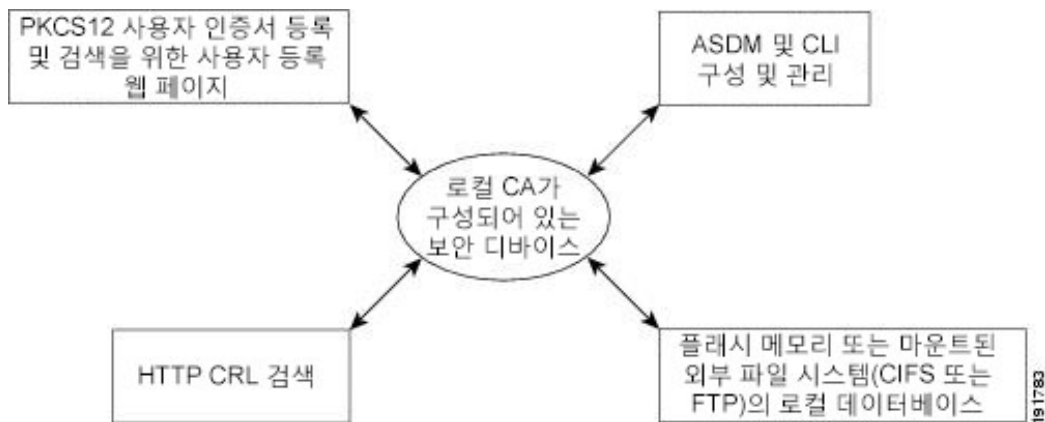 PKCS12 사용자 인증서 등록
및 검색을 위한 사용자 등록
웹 페이지
ASDM 및 CLI
구성 및 관리
로컬 CA가
구성되어 있는
보안 디바이스
HTTP CRL 검색
플래시 메모리 또는 마운트된
외부 파일 시스템(CIFS 또는
FTP)의 로컬 데이터베이스
191783